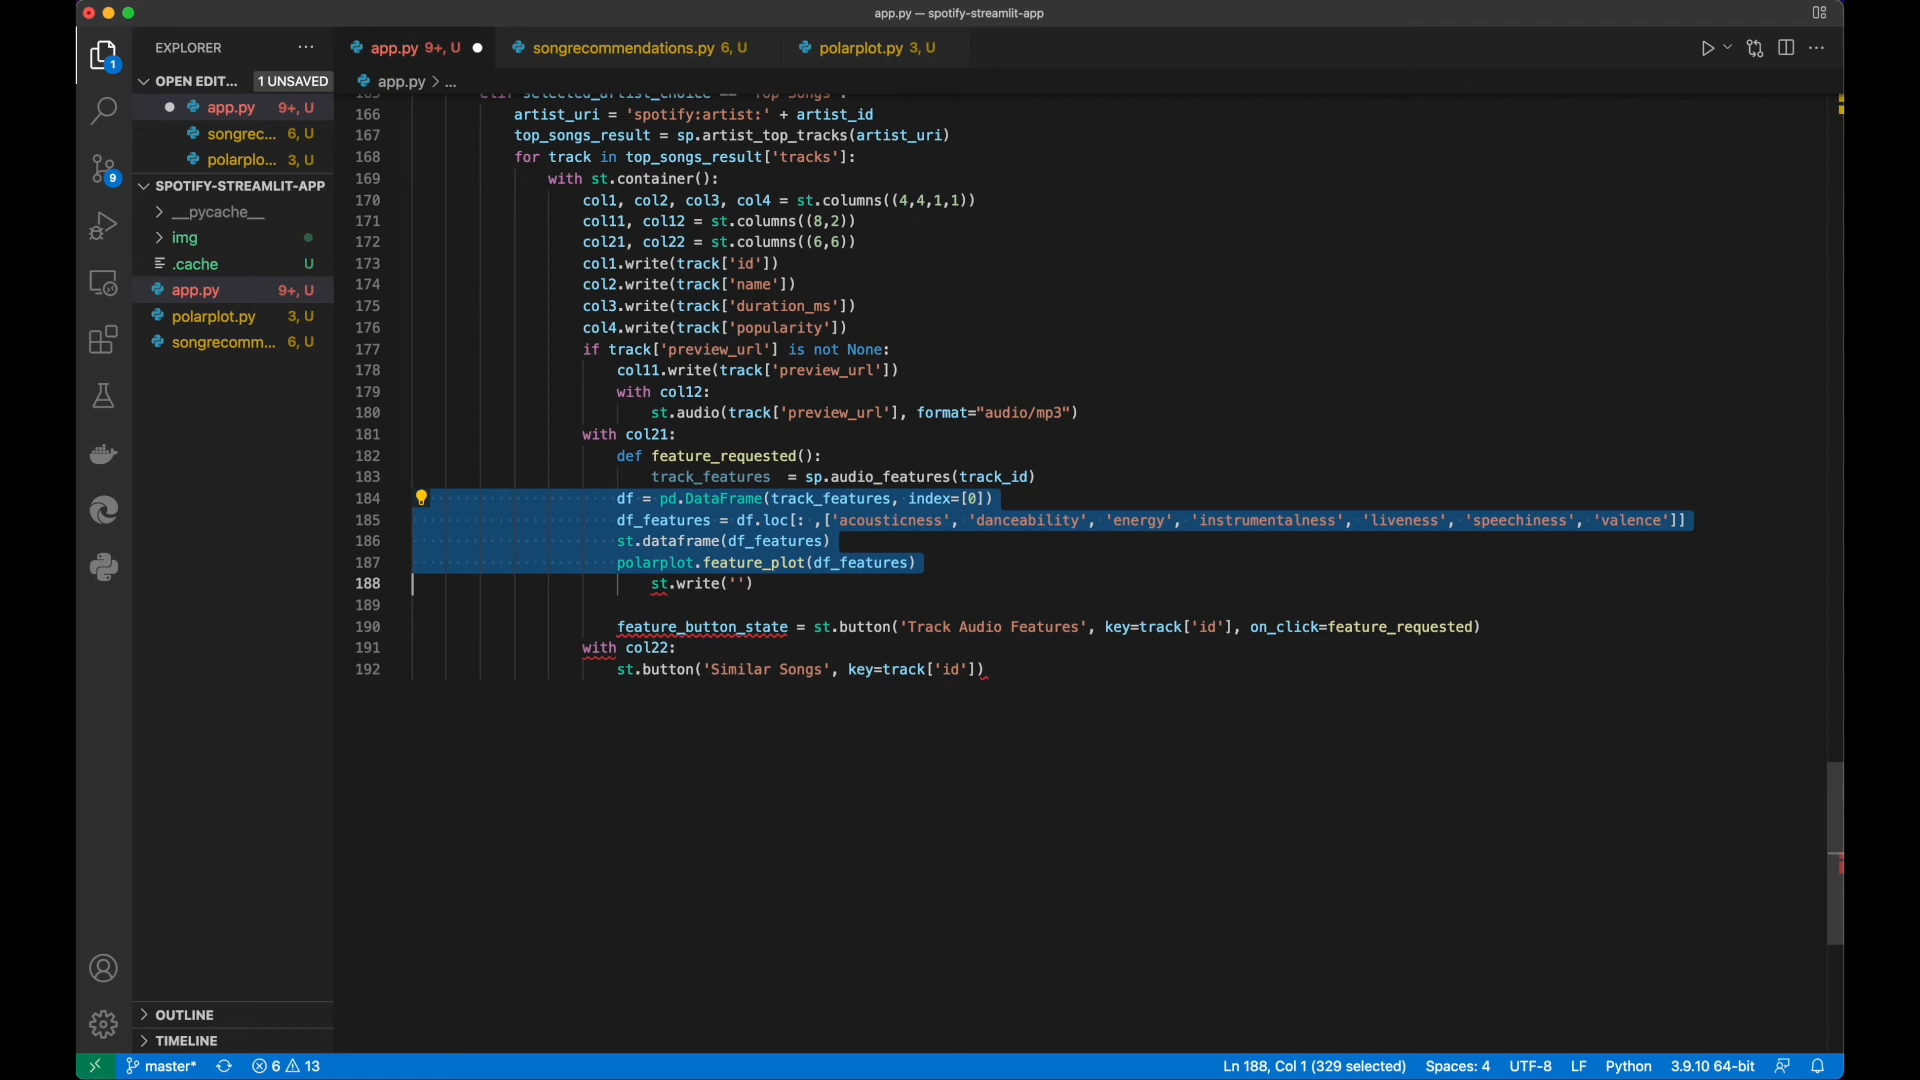 app.py — spotify-streamlit-app
EXPLORER
OPEN EDIT... 1 UNSAVED
app.py 9+, U
songrec... 6, U
polarplo... 3, U
SPOTIFY-STREAMLIT-APP
__pycache__
img
.cache U
app.py 9+, U
polarplot.py 3, U
songrecomm... 6, U
OUTLINE
TIMELINE
1
9
app.py 9+, U
songrecommendations.py 6, U
polarplot.py 3, U
app.py > ...
165 elif selected_artist_choice == 'Top Songs':
166 artist_uri = 'spotify:artist:' + artist_id
167 top_songs_result = sp.artist_top_tracks(artist_uri)
168 for track in top_songs_result['tracks']:
169 with st.container():
170 col1, col2, col3, col4 = st.columns((4,4,1,1))
171 col11, col12 = st.columns((8,2))
172 col21, col22 = st.columns((6,6))
173 col1.write(track['id'])
174 col2.write(track['name'])
175 col3.write(track['duration_ms'])
176 col4.write(track['popularity'])
177 if track['preview_url'] is not None:
178 col11.write(track['preview_url'])
179 with col12:
180 st.audio(track['preview_url'], format="audio/mp3")
181 with col21:
182 def feature_requested():
183 track_features  = sp.audio_features(track_id)
184 df = pd.DataFrame(track_features, index=[0])
185 df_features = df.loc[: ,['acousticness', 'danceability', 'energy', 'instrumentalness', 'liveness', 'speechiness', 'valence']]
186 st.dataframe(df_features)
187 polarplot.feature_plot(df_features)
188 st.write('')
189
190 feature_button_state = st.button('Track Audio Features', key=track['id'], on_click=feature_requested)
191 with col22:
192 st.button('Similar Songs', key=track['id'])
master* 6 13
Ln 188, Col 1 (329 selected) Spaces: 4 UTF-8 LF Python 3.9.10 64-bit